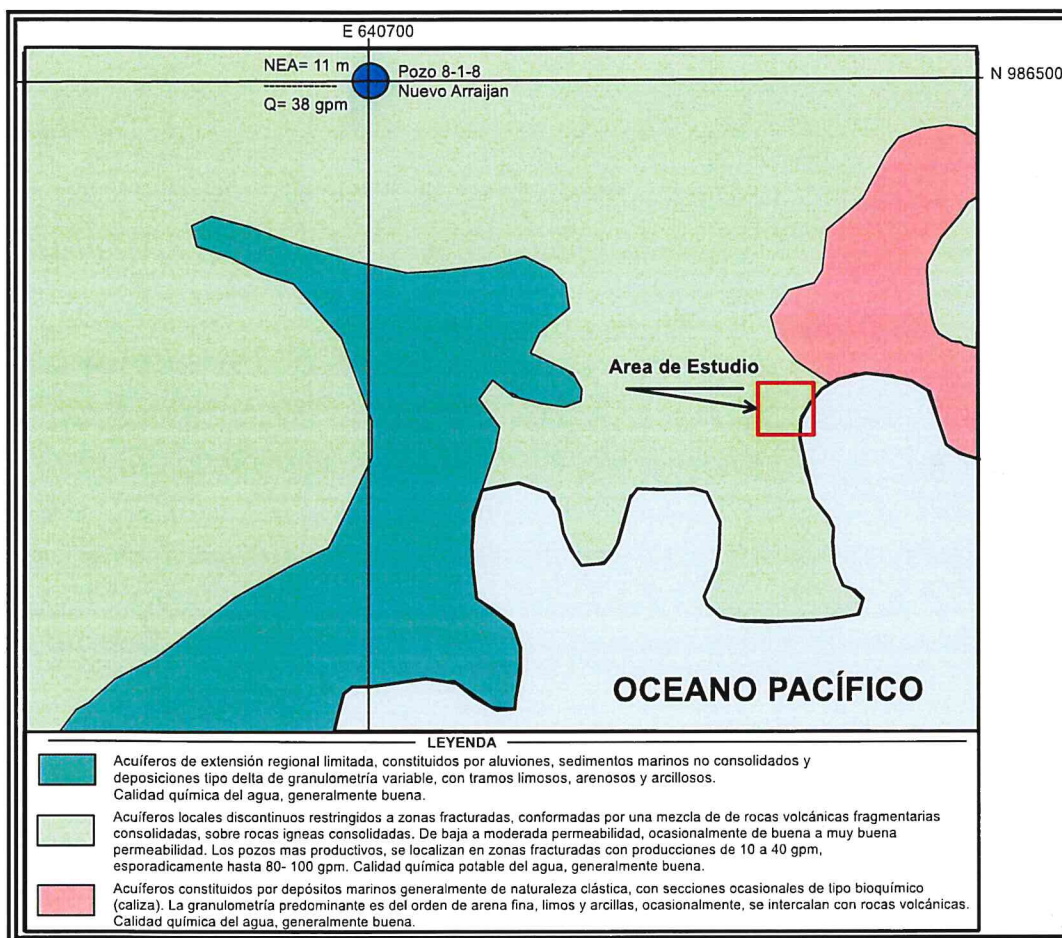 E 640700
NEA= 11 m
Q= 38 gpm
Pozo 8-1-8
Nuevo Arraijan
N 986500
Area de Estudio
OCEANO PACÍFICO
LEYENDA
Acuíferos de extensión regional limitada, constituidos por aluviones, sedimentos marinos no consolidados y
deposiciones tipo delta de granulometría variable, con tramos limosos, arenosos y arcillosos.
Calidad química del agua, generalmente buena.
Acuíferos locales discontinuos restringidos a zonas fracturadas, conformadas por una mezcla de de rocas volcánicas fragmentarias
consolidadas, sobre rocas igneas consolidadas. De baja a moderada permeabilidad, ocasionalmente de buena a muy buena
permeabilidad. Los pozos mas productivos, se localizan en zonas fracturadas con producciones de 10 a 40 gpm,
esporadicamente hasta 80- 100 gpm. Calidad química potable del agua, generalmente buena.
Acuíferos constituidos por depósitos marinos generalmente de naturaleza clástica, con secciones ocasionales de tipo bioquímico
(caliza). La granulometría predominante es del orden de arena fina, limos y arcillas, ocasionalmente, se intercalan con rocas volcánicas.
Calidad química del agua, generalmente buena.